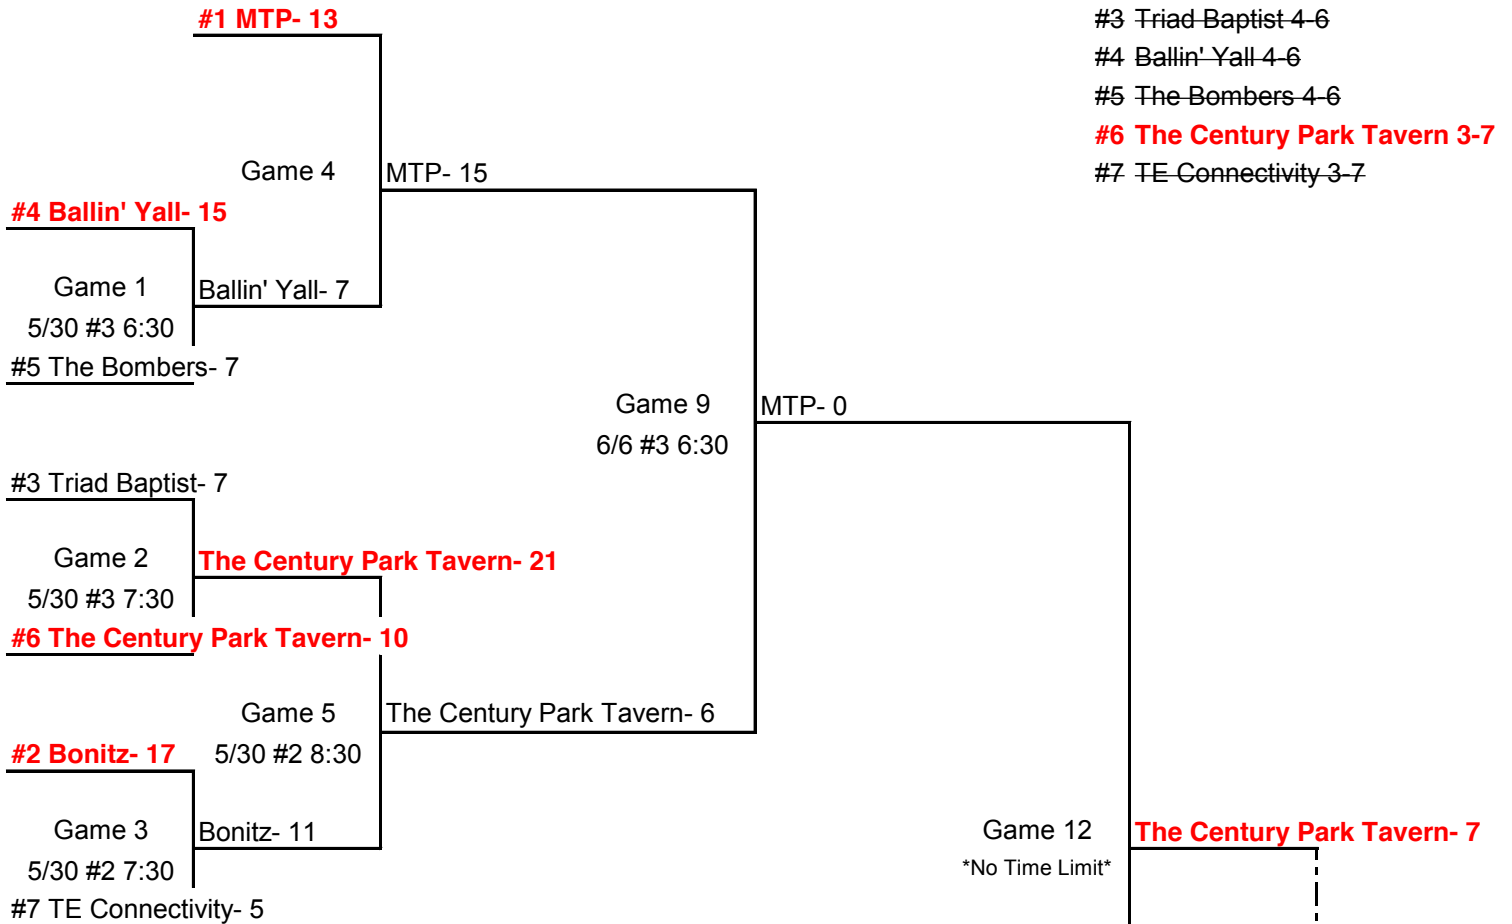 #1 MTP- 13
#3 Triad Baptist 4-6
#4 Ballin' Yall 4-6
#5 The Bombers 4-6
#6 The Century Park Tavern 3-7
#7 TE Connectivity 3-7
Game 4
MTP- 15
#4 Ballin' Yall- 15
Game 1
Ballin' Yall- 7
5/30 #3 6:30
#5 The Bombers- 7
Game 9
MTP- 0
6/6 #3 6:30
#3 Triad Baptist- 7
Game 2
The Century Park Tavern- 21
5/30 #3 7:30
#6 The Century Park Tavern- 10
Game 5
The Century Park Tavern- 6
#2 Bonitz- 17
5/30 #2 8:30
Game 3
Bonitz- 11
Game 12
The Century Park Tavern- 7
5/30 #2 7:30
*No Time Limit*
#7 TE Connectivity- 5